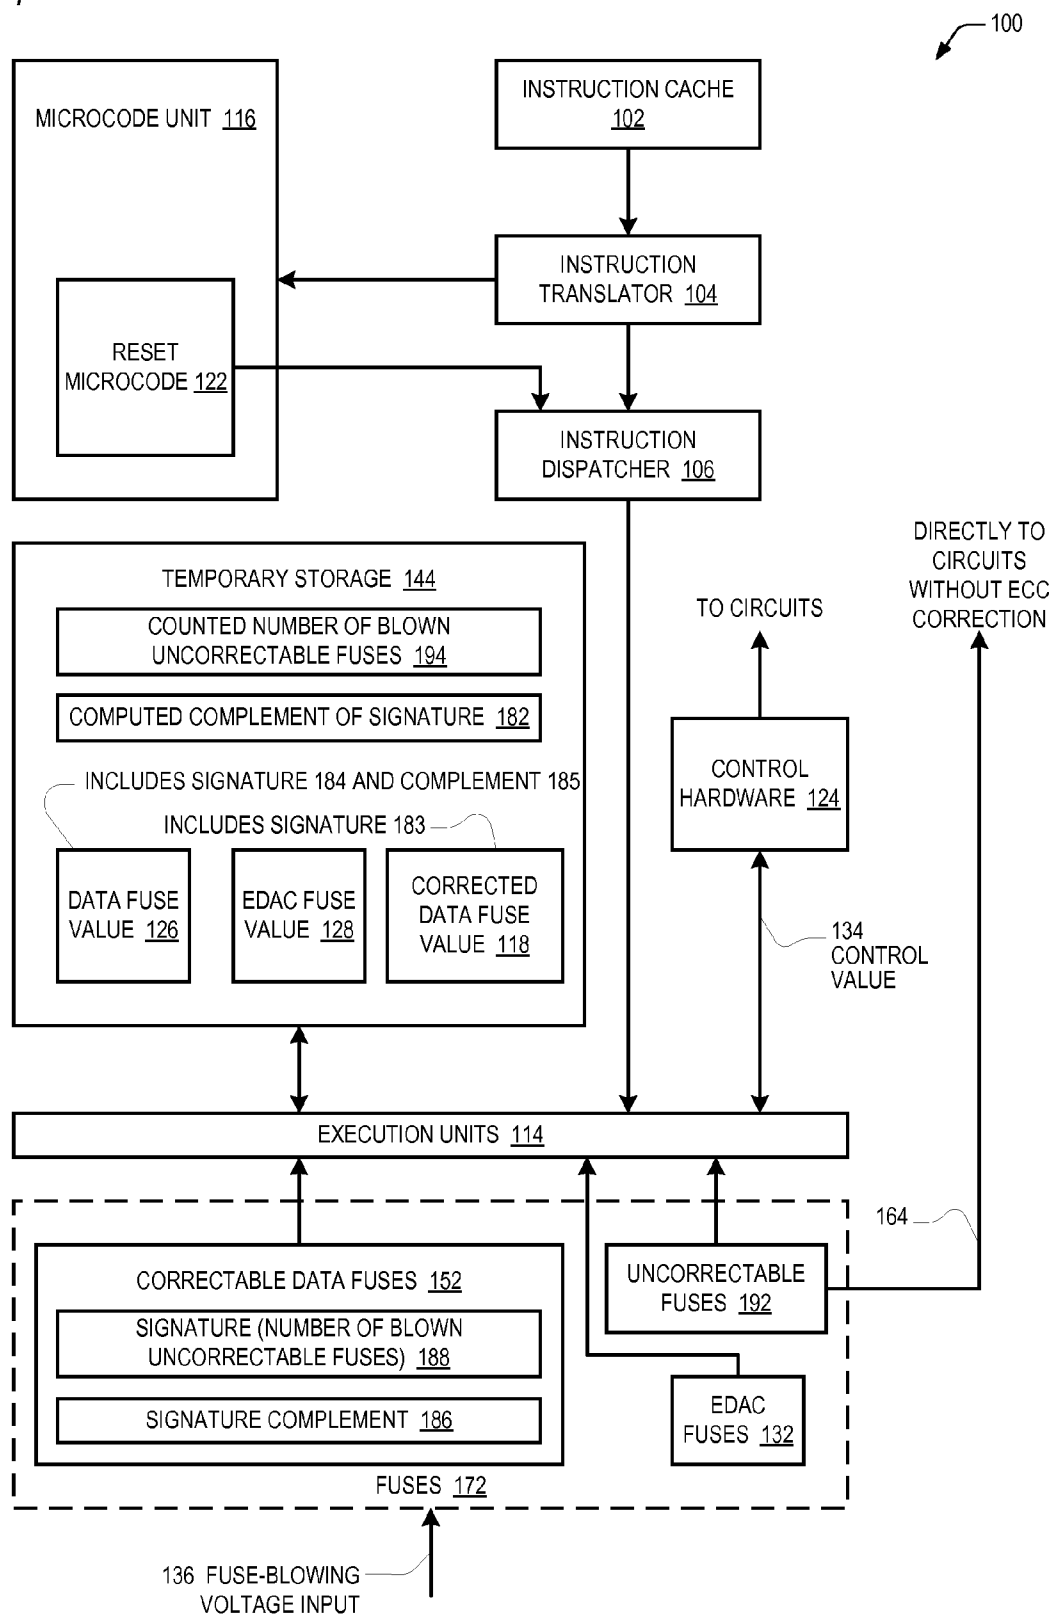 100
MICROCODE UNIT 116
INSTRUCTION CACHE
102
INSTRUCTION
TRANSLATOR 104
RESET
MICROCODE 122
INSTRUCTION
DISPATCHER 106
DIRECTLY TO
CIRCUITS
WITHOUT ECC
CORRECTION
TEMPORARY STORAGE 144
COUNTED NUMBER OF BLOWN
UNCORRECTABLE FUSES 194
COMPUTED COMPLEMENT OF SIGNATURE 182
INCLUDES SIGNATURE 184 AND COMPLEMENT 185
INCLUDES SIGNATURE 183
DATA FUSE
VALUE 126
EDAC FUSE
VALUE 128
CORRECTED
DATA FUSE
VALUE 118
TO CIRCUITS
CONTROL
HARDWARE 124
134
CONTROL
VALUE
EXECUTION UNITS 114
164
CORRECTABLE DATA FUSES 152
SIGNATURE (NUMBER OF BLOWN
UNCORRECTABLE FUSES) 188
SIGNATURE COMPLEMENT 186
UNCORRECTABLE
FUSES 192
EDAC
FUSES 132
FUSES 172
136 FUSE-BLOWING
VOLTAGE INPUT